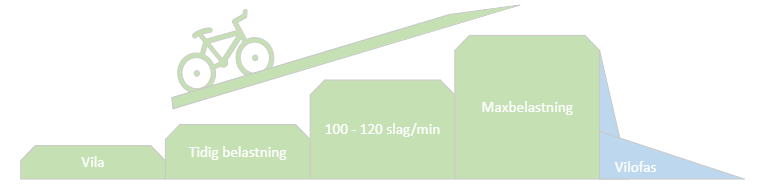 Vila
Tidig belastning
100 - 120 slag/min
Maxbelastning
Vilofas